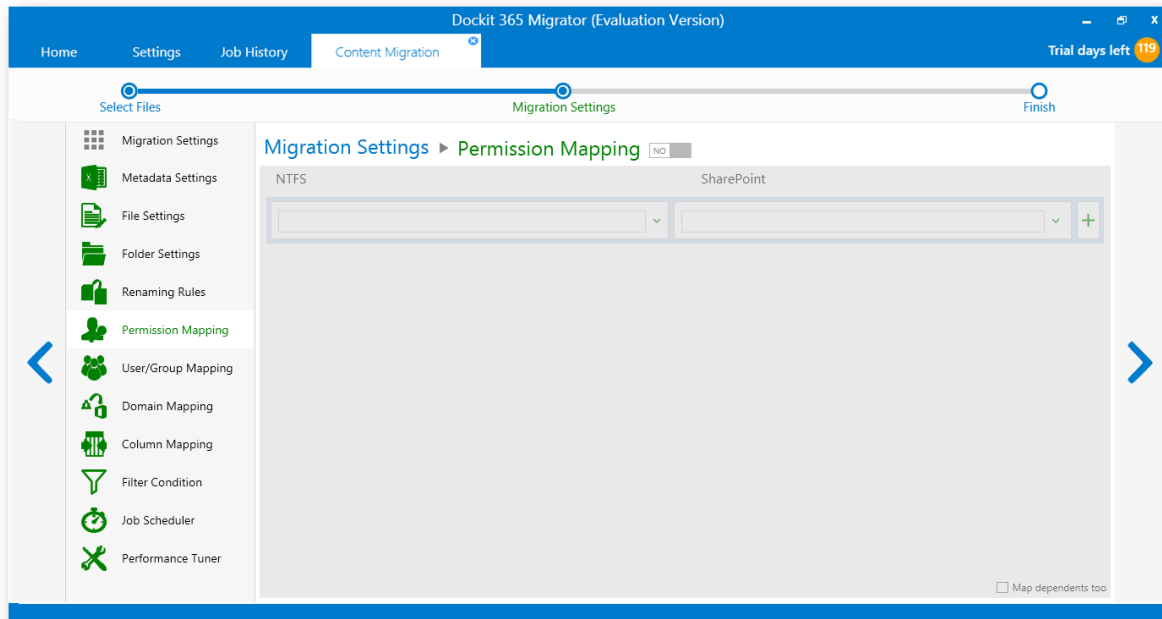 Dockit 365 Migrator (Evaluation Version)
Home Settings Job History Content Migration Trial days left 119
Select Files Migration Settings Finish
Migration Settings
Metadata Settings
File Settings
Folder Settings
Renaming Rules
Permission Mapping
User/Group Mapping
Domain Mapping
Column Mapping
Filter Condition
Job Scheduler
Performance Tuner
Migration Settings Permission Mapping NO
NTFS SharePoint
Map dependents too